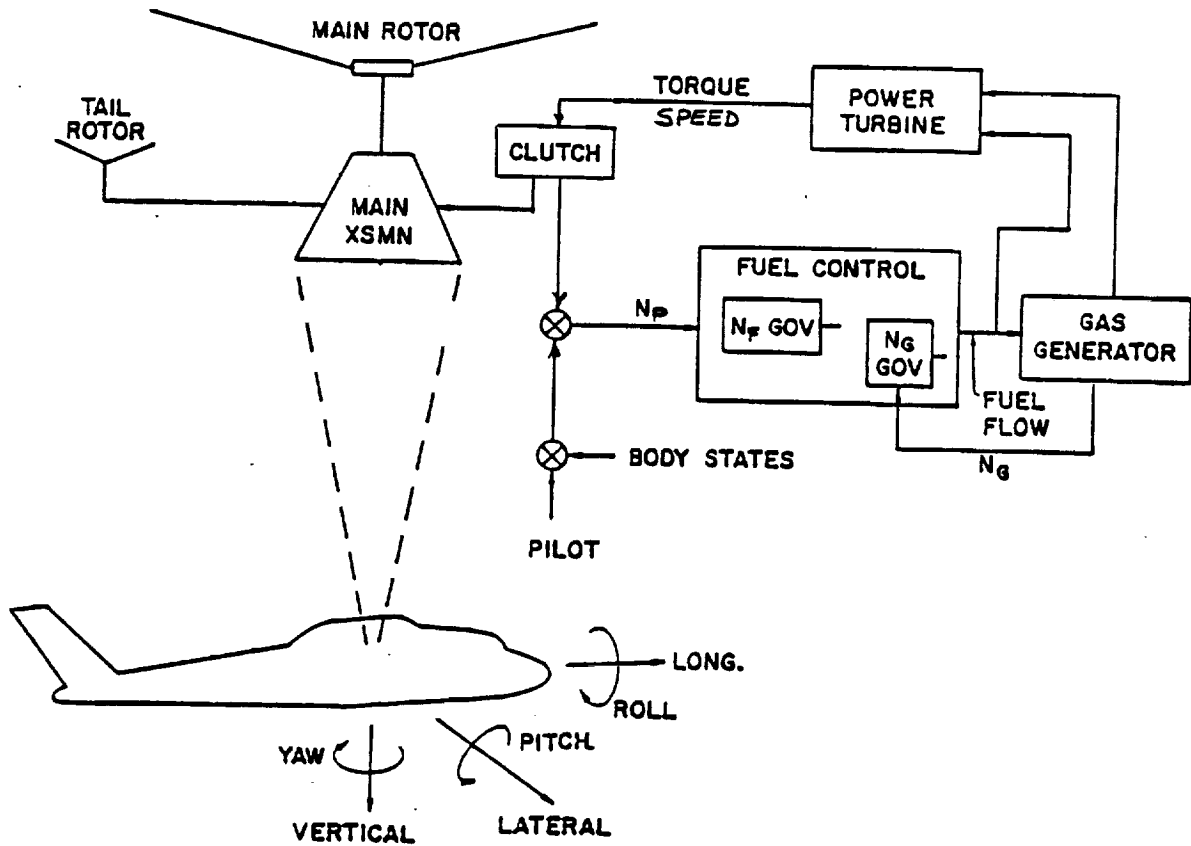 MAIN ROTOR
TAIL
ROTOR
TORQUE
SPEED
POWER
TURBINE
CLUTCH
MAIN
XSMN
FUEL CONTROL
NP
NF GOV
NG
GOV
GAS
GENERATOR
FUEL
FLOW
NG
BODY STATES
PILOT
LONG.
ROLL
YAW
PITCH.
VERTICAL
LATERAL